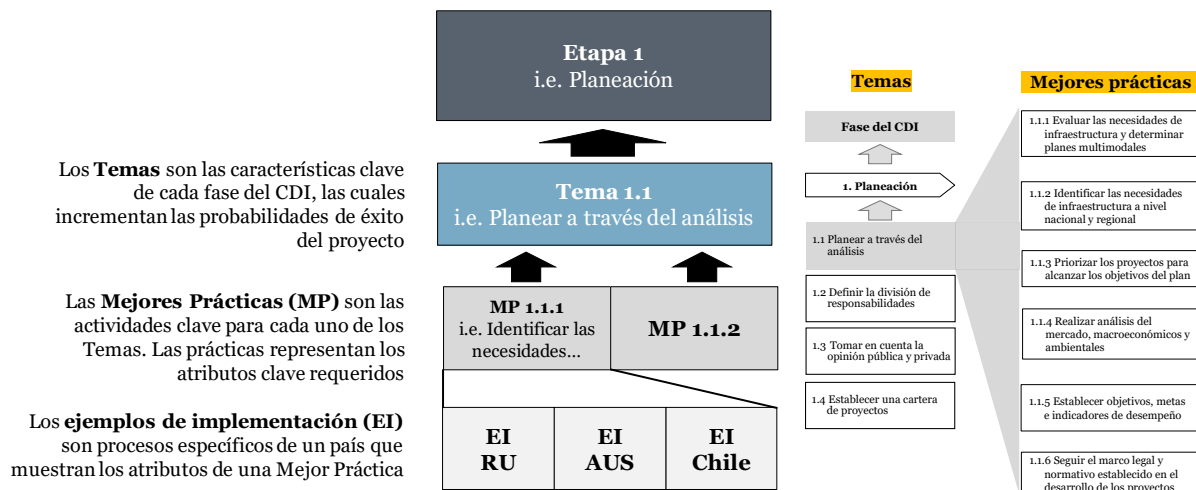 Etapa 1
i.e. Planeación
Los Temas son las características clave
de cada fase del CDI, las cuales
incrementan las probabilidades de éxito
del proyecto
Tema 1.1
i.e. Planear a través del análisis
Las Mejores Prácticas (MP) son las
actividades clave para cada uno de los
Temas. Las prácticas representan los
atributos clave requeridos
MP 1.1.1
i.e. Identificar las
necesidades...
MP 1.1.2
Los ejemplos de implementación (EI)
son procesos específicos de un país que
muestran los atributos de una Mejor Práctica
EI
RU
EI
AUS
EI
Chile
Temas
Fase del CDI
1. Planeación
1.1 Planear a través del
análisis
1.2 Definir la división de
responsabilidades
1.3 Tomar en cuenta la
opinión pública y privada
1.4 Establecer una cartera
de proyectos
Mejores prácticas
1.1.1 Evaluar las necesidades de
infraestructura y determinar
planes multimodales
1.1.2 Identificar las necesidades
de infraestructura a nivel
nacional y regional
1.1.3 Priorizar los proyectos para
alcanzar los objetivos del plan
1.1.4 Realizar análisis del
mercado, macroeconómicos y
ambientales
1.1.5 Establecer objetivos, metas
e indicadores de desempeño
1.1.6 Seguir el marco legal y
normativo establecido en el
desarrollo de los proyectos